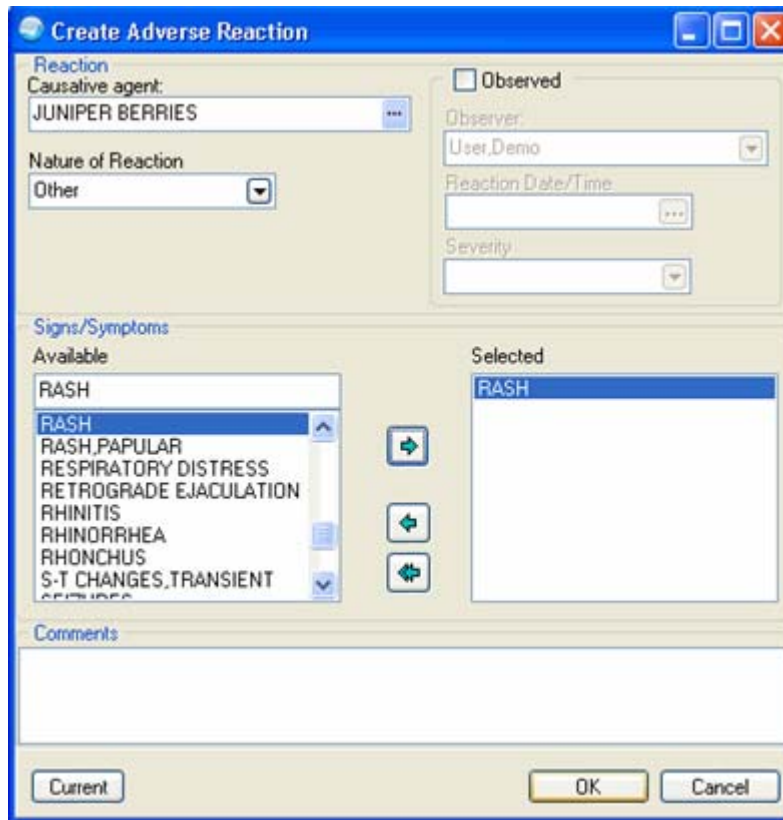 Create Adverse Reaction
Reaction
Causative agent:
JUNIPER BERRIES
...
Nature of Reaction
Other
Observed
Observer:
User,Demo
Reaction Date/Time
...
Severity
Signs/Symptoms
Available
RASH
RASH
RASH,PAPULAR
RESPIRATORY DISTRESS
RETROGRADE EJACULATION
RHINITIS
RHINORRHEA
RHONCHUS
S-T CHANGES,TRANSIENT
SEIZURES
Selected
RASH
Comments
Current
OK
Cancel